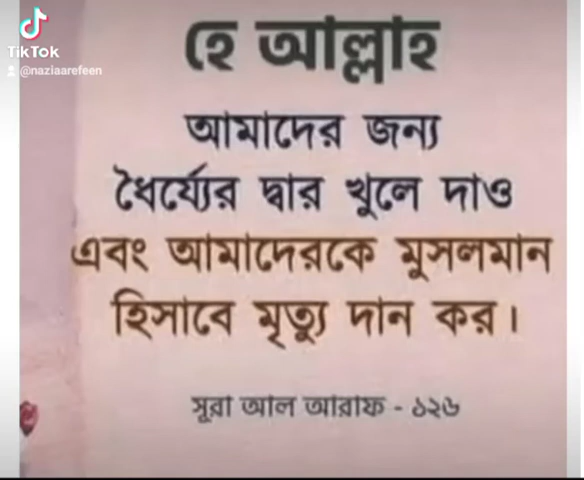 TikTok
@naziaarefeen
হে আল্লাহ
আমাদের জন্য
ধৈর্য্যের দ্বার খুলে দাও
এবং আমাদেরকে মুসলমান
হিসাবে মৃত্যু দান কর।
সূরা আল আরাফ - ১২৬